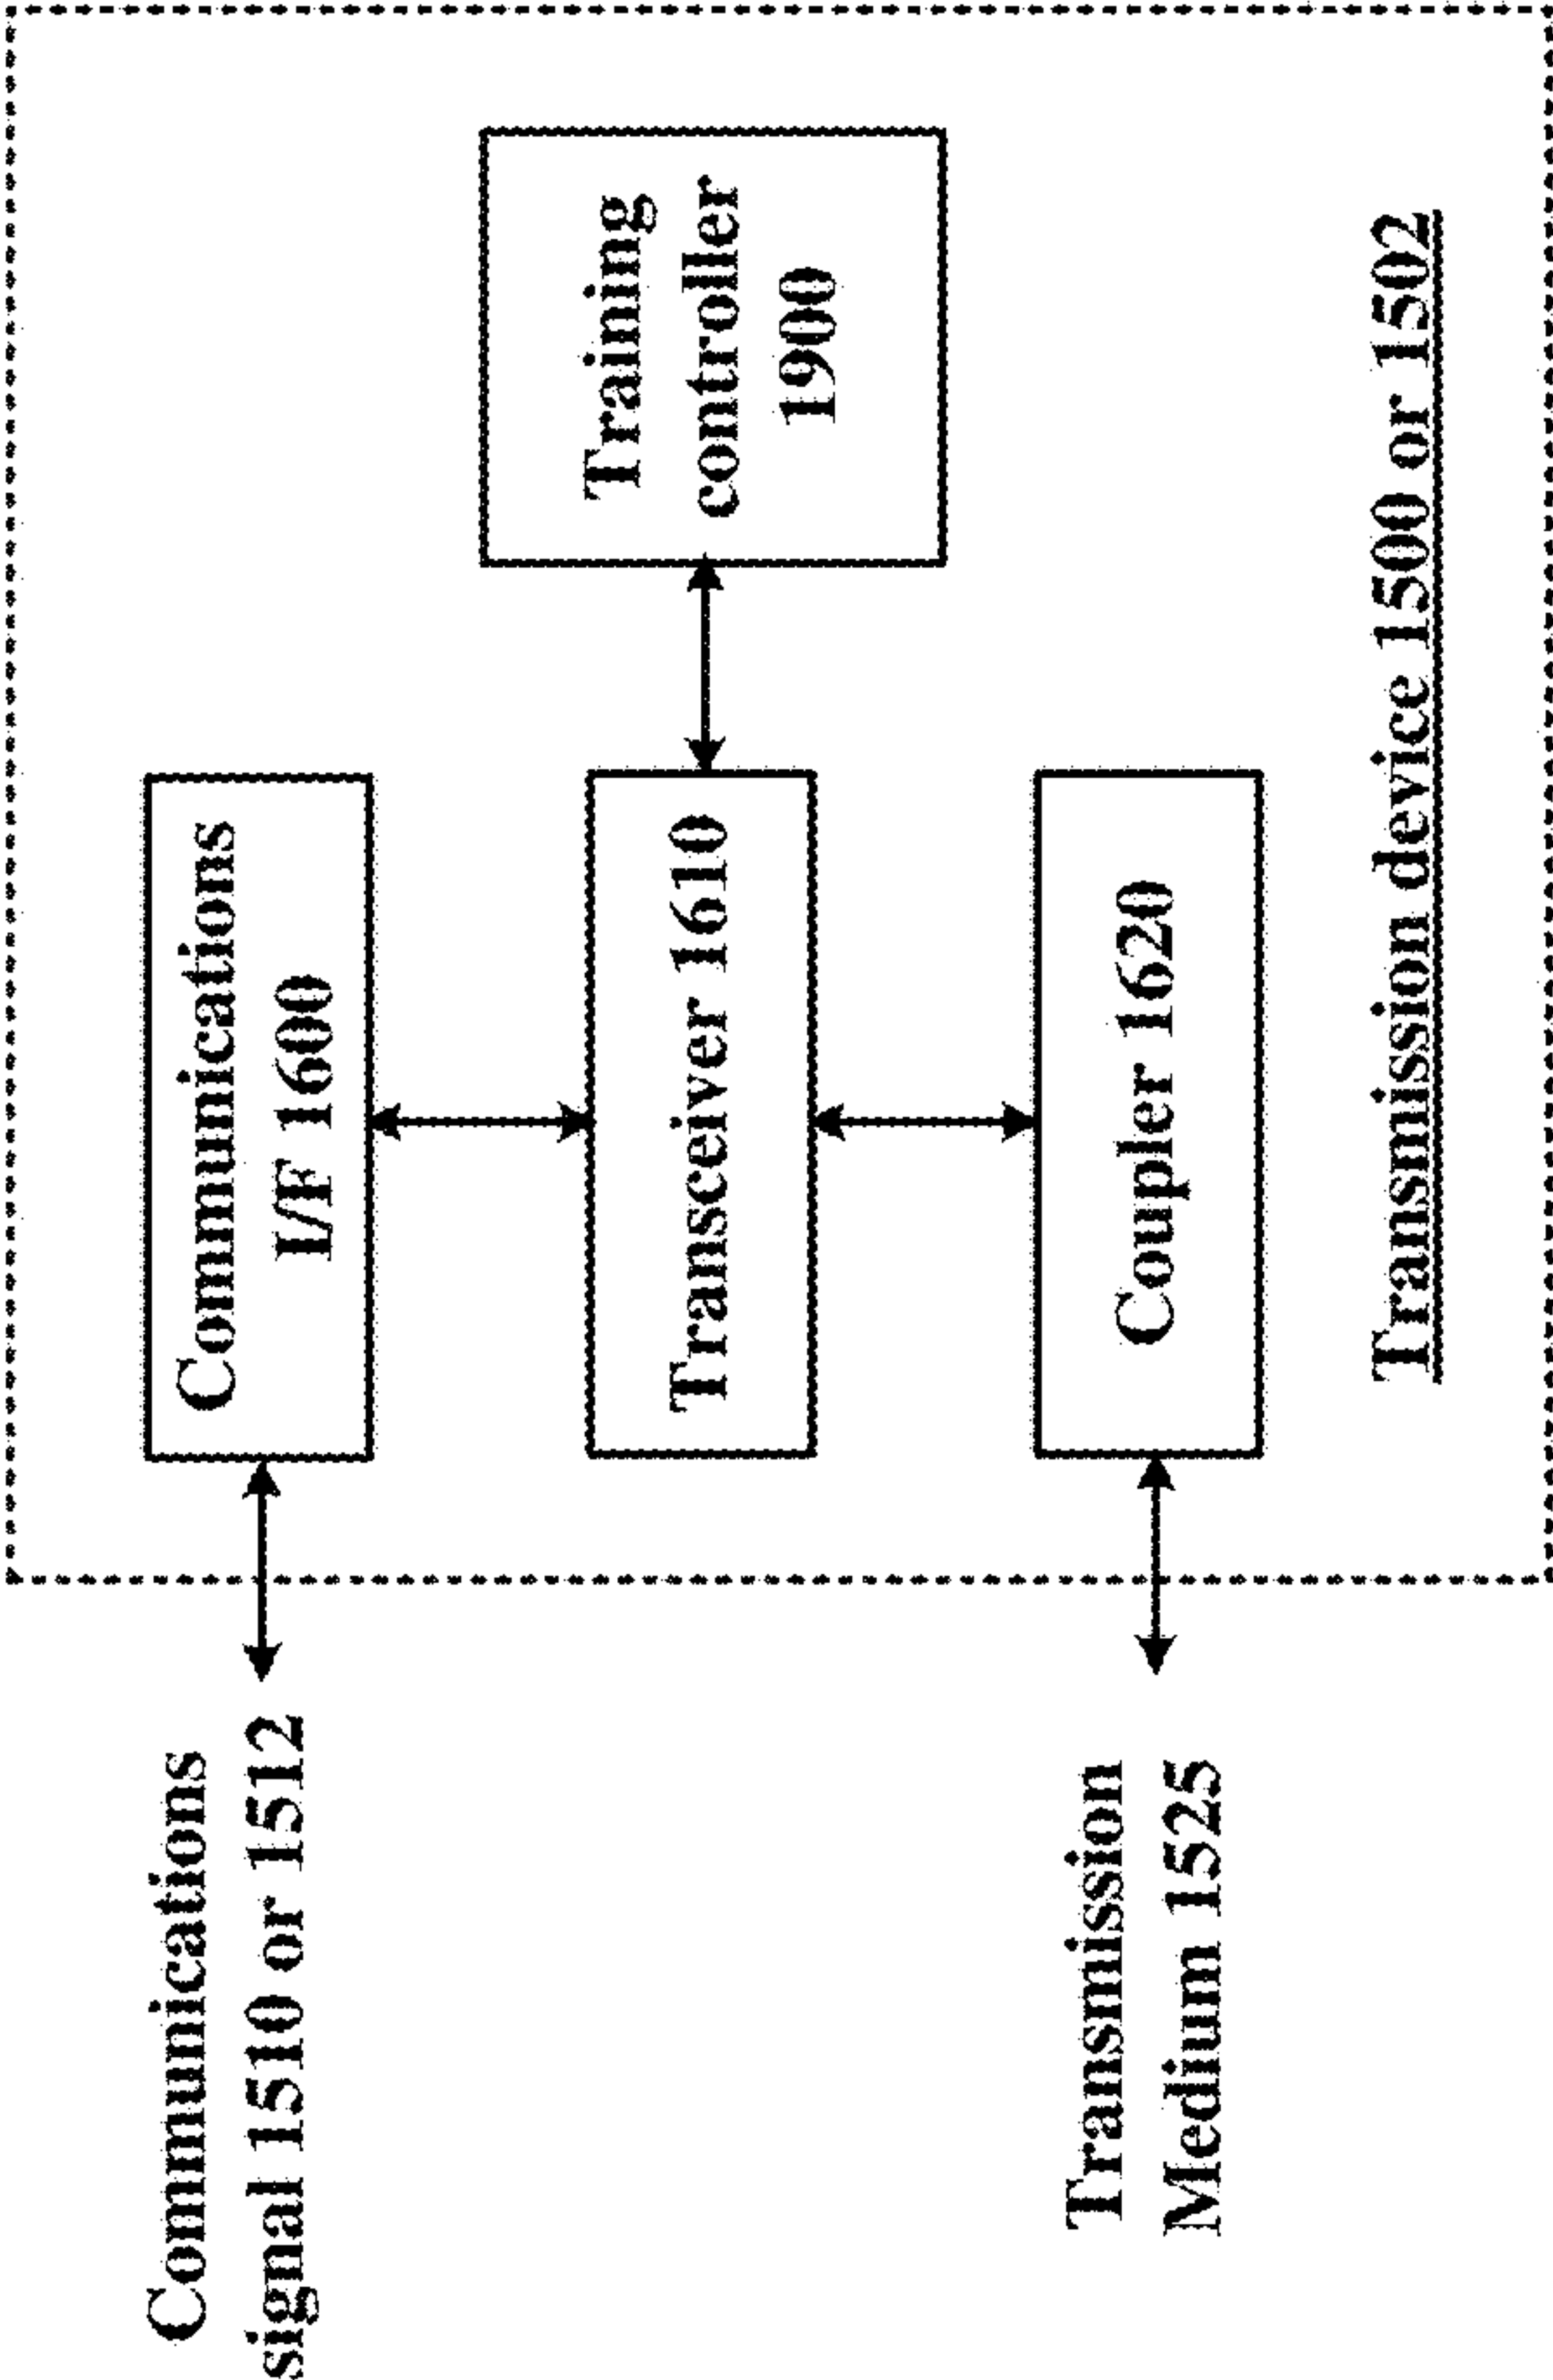 Communications
signal 1510 or 1512
Communications
I/F 1600
Transceiver 1610
Training
controller
1900
Transmission
Medium 1525
Coupler 1620
Transmission device 1500 or 1502